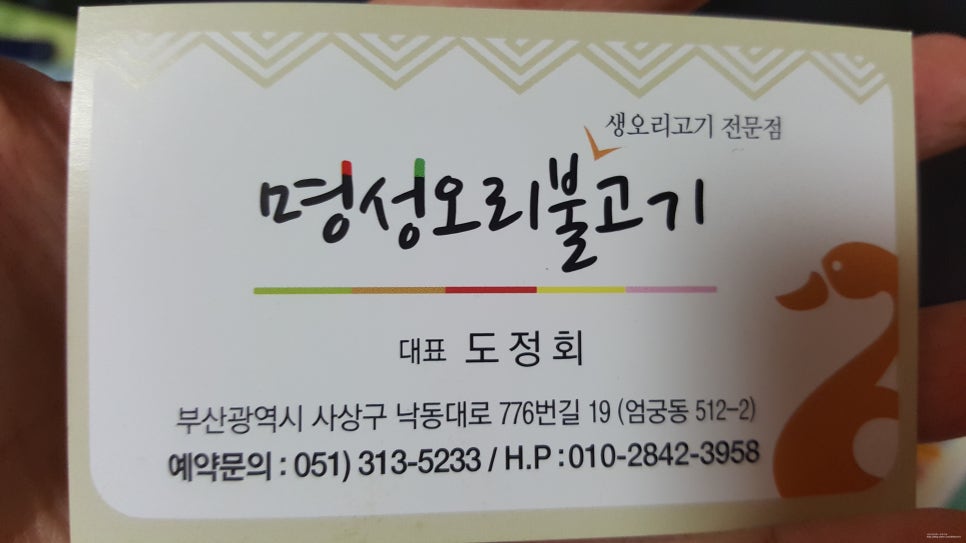 생오리고기 전문점
명성오리불고기
대표 도정회
부산광역시 사상구 낙동대로 776번길 19 (엄궁동 512-2)
예약문의 : 051) 313-5233 / H.P : 010-2842-3958